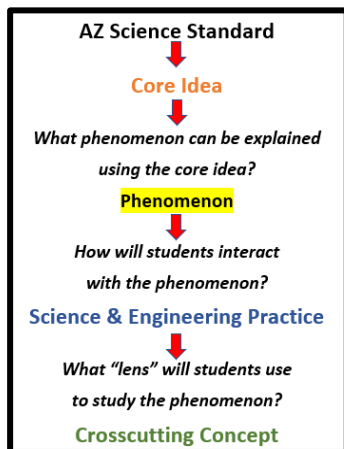 AZ Science Standard
Core Idea
What phenomenon can be explained
using the core idea?
Phenomenon
How will students interact
with the phenomenon?
Science & Engineering Practice
What “lens” will students use
to study the phenomenon?
Crosscutting Concept